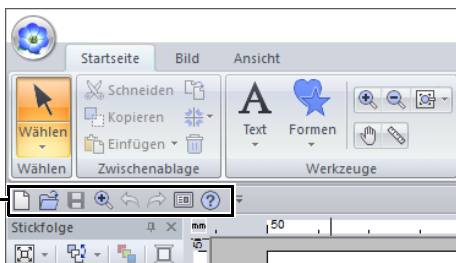 Startseite Bild Ansicht
Schneiden
Kopieren
Einfügen
Wählen
Text Formen
Wählen Zwischenablage Werkzeuge
Stickfolge mm 50